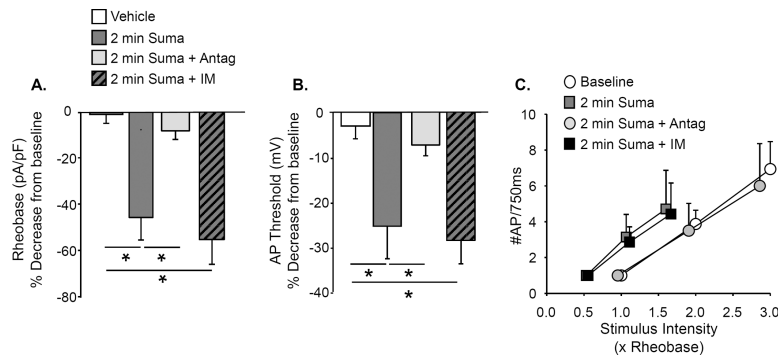 Vehicle
2 min Suma
2 min Suma + Antag
2 min Suma + IM
A.
Rheobase (pA/pF)
% Decrease from baseline
0
-20
-40
-60
-80
*
*
*
B.
AP Threshold (mV)
% Decrease from baseline
0
-10
-20
-30
-40
*
*
*
C.
Baseline
2 min Suma
2 min Suma + Antag
2 min Suma + IM
#AP/750ms
10
8
6
4
2
0
0.0 0.5 1.0 1.5 2.0 2.5 3.0
Stimulus Intensity
(x Rheobase)